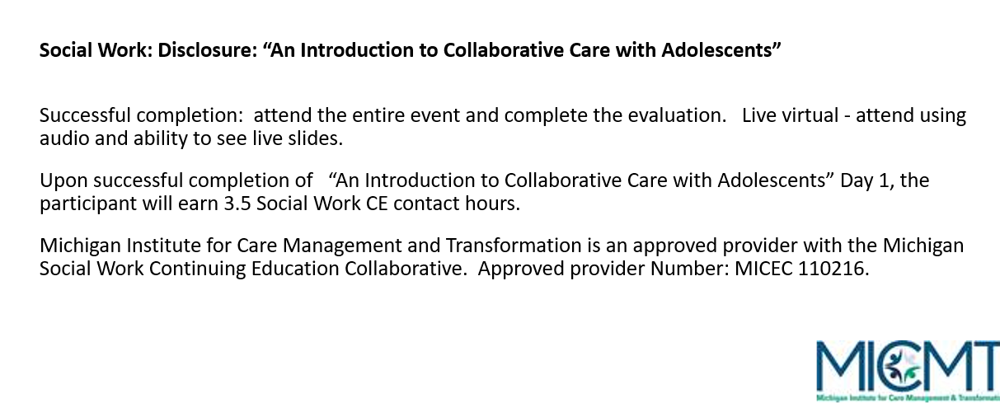 Social Work: Disclosure: “An Introduction to Collaborative Care with Adolescents”
Successful completion:  attend the entire event and complete the evaluation.   Live virtual - attend using
audio and ability to see live slides.
Upon successful completion of   “An Introduction to Collaborative Care with Adolescents” Day 1, the
participant will earn 3.5 Social Work CE contact hours.
Michigan Institute for Care Management and Transformation is an approved provider with the Michigan
Social Work Continuing Education Collaborative.  Approved provider Number: MICEC 110216.
MICMT
Michigan Institute for Care Management & Transformati